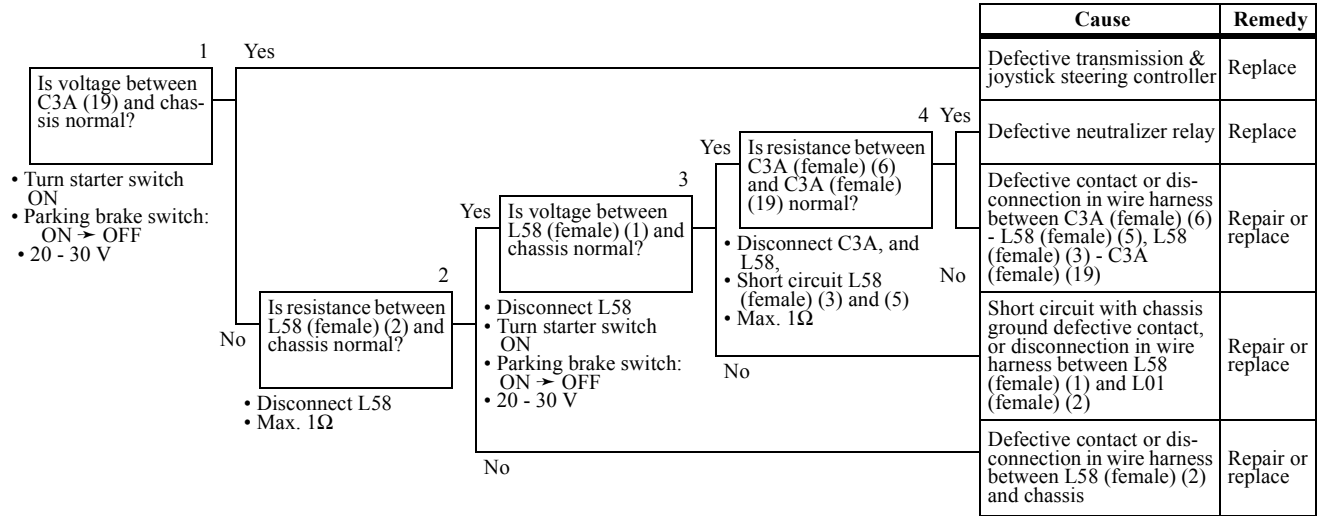 1
Yes
Is voltage between
C3A (19) and chas-
sis normal?
• Turn starter switch
ON
• Parking brake switch:
ON ➛ OFF
• 20 - 30 V
No
2
Is resistance between
L58 (female) (2) and
chassis normal?
• Disconnect L58
• Max. 1Ω
Yes
3
Is voltage between
L58 (female) (1) and
chassis normal?
• Disconnect L58
• Turn starter switch
ON
• Parking brake switch:
ON ➛ OFF
• 20 - 30 V
No
Yes
4
Is resistance between
C3A (female) (6)
and C3A (female)
(19) normal?
• Disconnect C3A, and
L58,
• Short circuit L58
(female) (3) and (5)
• Max. 1Ω
No
Yes
No
Cause
Remedy
Defective transmission &
joystick steering controller
Replace
Defective neutralizer relay
Replace
Defective contact or dis-
connection in wire harness
between C3A (female) (6)
- L58 (female) (5), L58
(female) (3) - C3A
(female) (19)
Repair or
replace
Short circuit with chassis
ground defective contact,
or disconnection in wire
harness between L58
(female) (1) and L01
(female) (2)
Repair or
replace
Defective contact or dis-
connection in wire harness
between L58 (female) (2)
and chassis
Repair or
replace